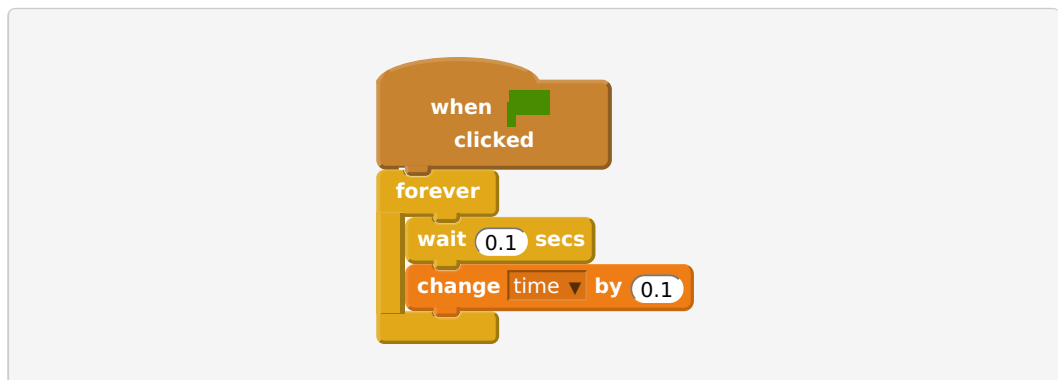 when
clicked
forever
wait 0.1 secs
change time ▼ by 0.1